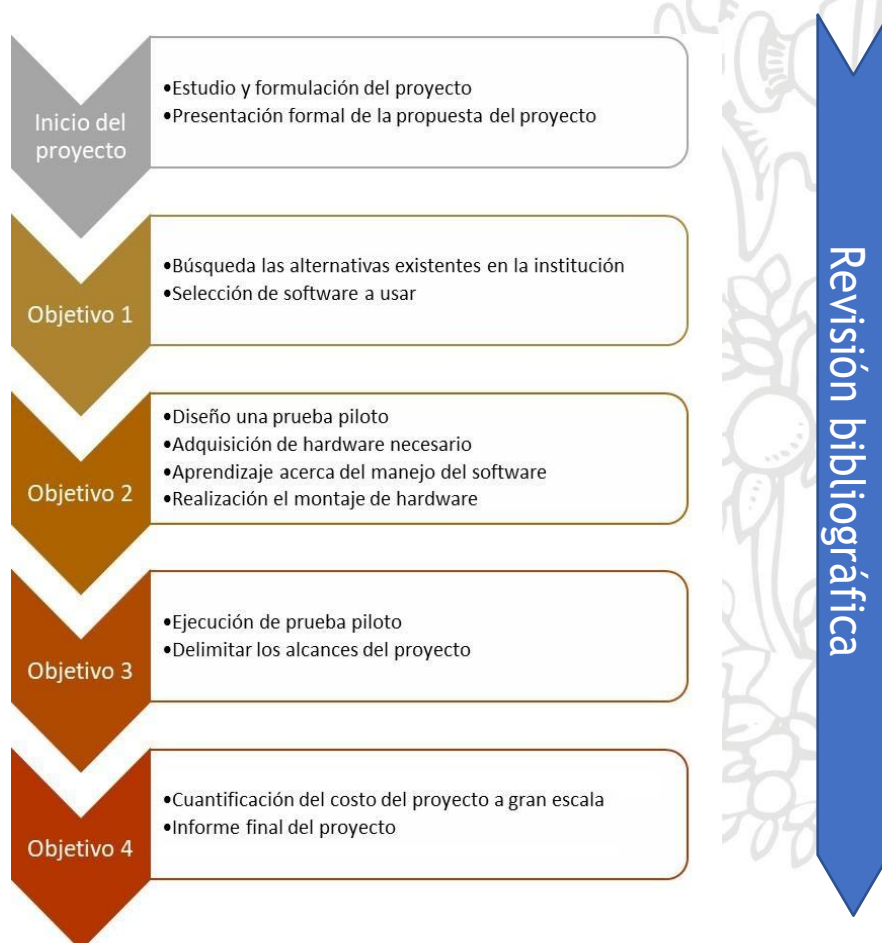 Inicio del
proyecto
•Estudio y formulación del proyecto
•Presentación formal de la propuesta del proyecto
Objetivo 1
•Búsqueda las alternativas existentes en la institución
•Selección de software a usar
Objetivo 2
•Diseño una prueba piloto
•Adquisición de hardware necesario
•Aprendizaje acerca del manejo del software
•Realización el montaje de hardware
Objetivo 3
•Ejecución de prueba piloto
•Delimitar los alcances del proyecto
Objetivo 4
•Cuantificación del costo del proyecto a gran escala
•Informe final del proyecto
Revisión bibliográfica